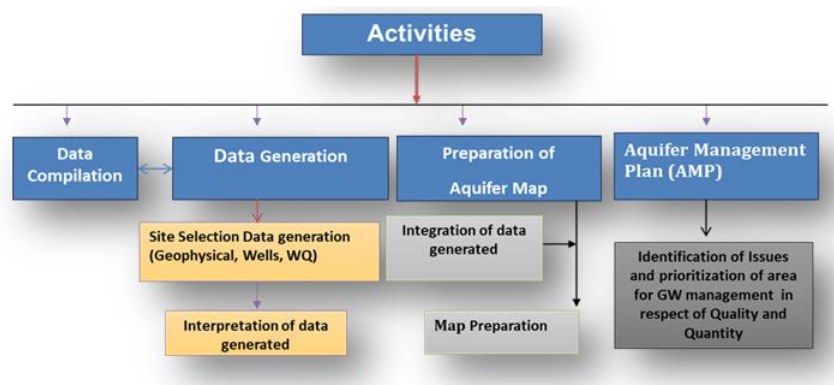 Activities
Data
Compilation
Data Generation
Preparation of
Aquifer Map
Aquifer Management
Plan (AMP)
Site Selection Data generation
(Geophysical, Wells, WQ)
Integration of data
generated
Identification of Issues
and prioritization of area
for GW management in
respect of Quality and
Quantity
Interpretation of data
generated
Map Preparation